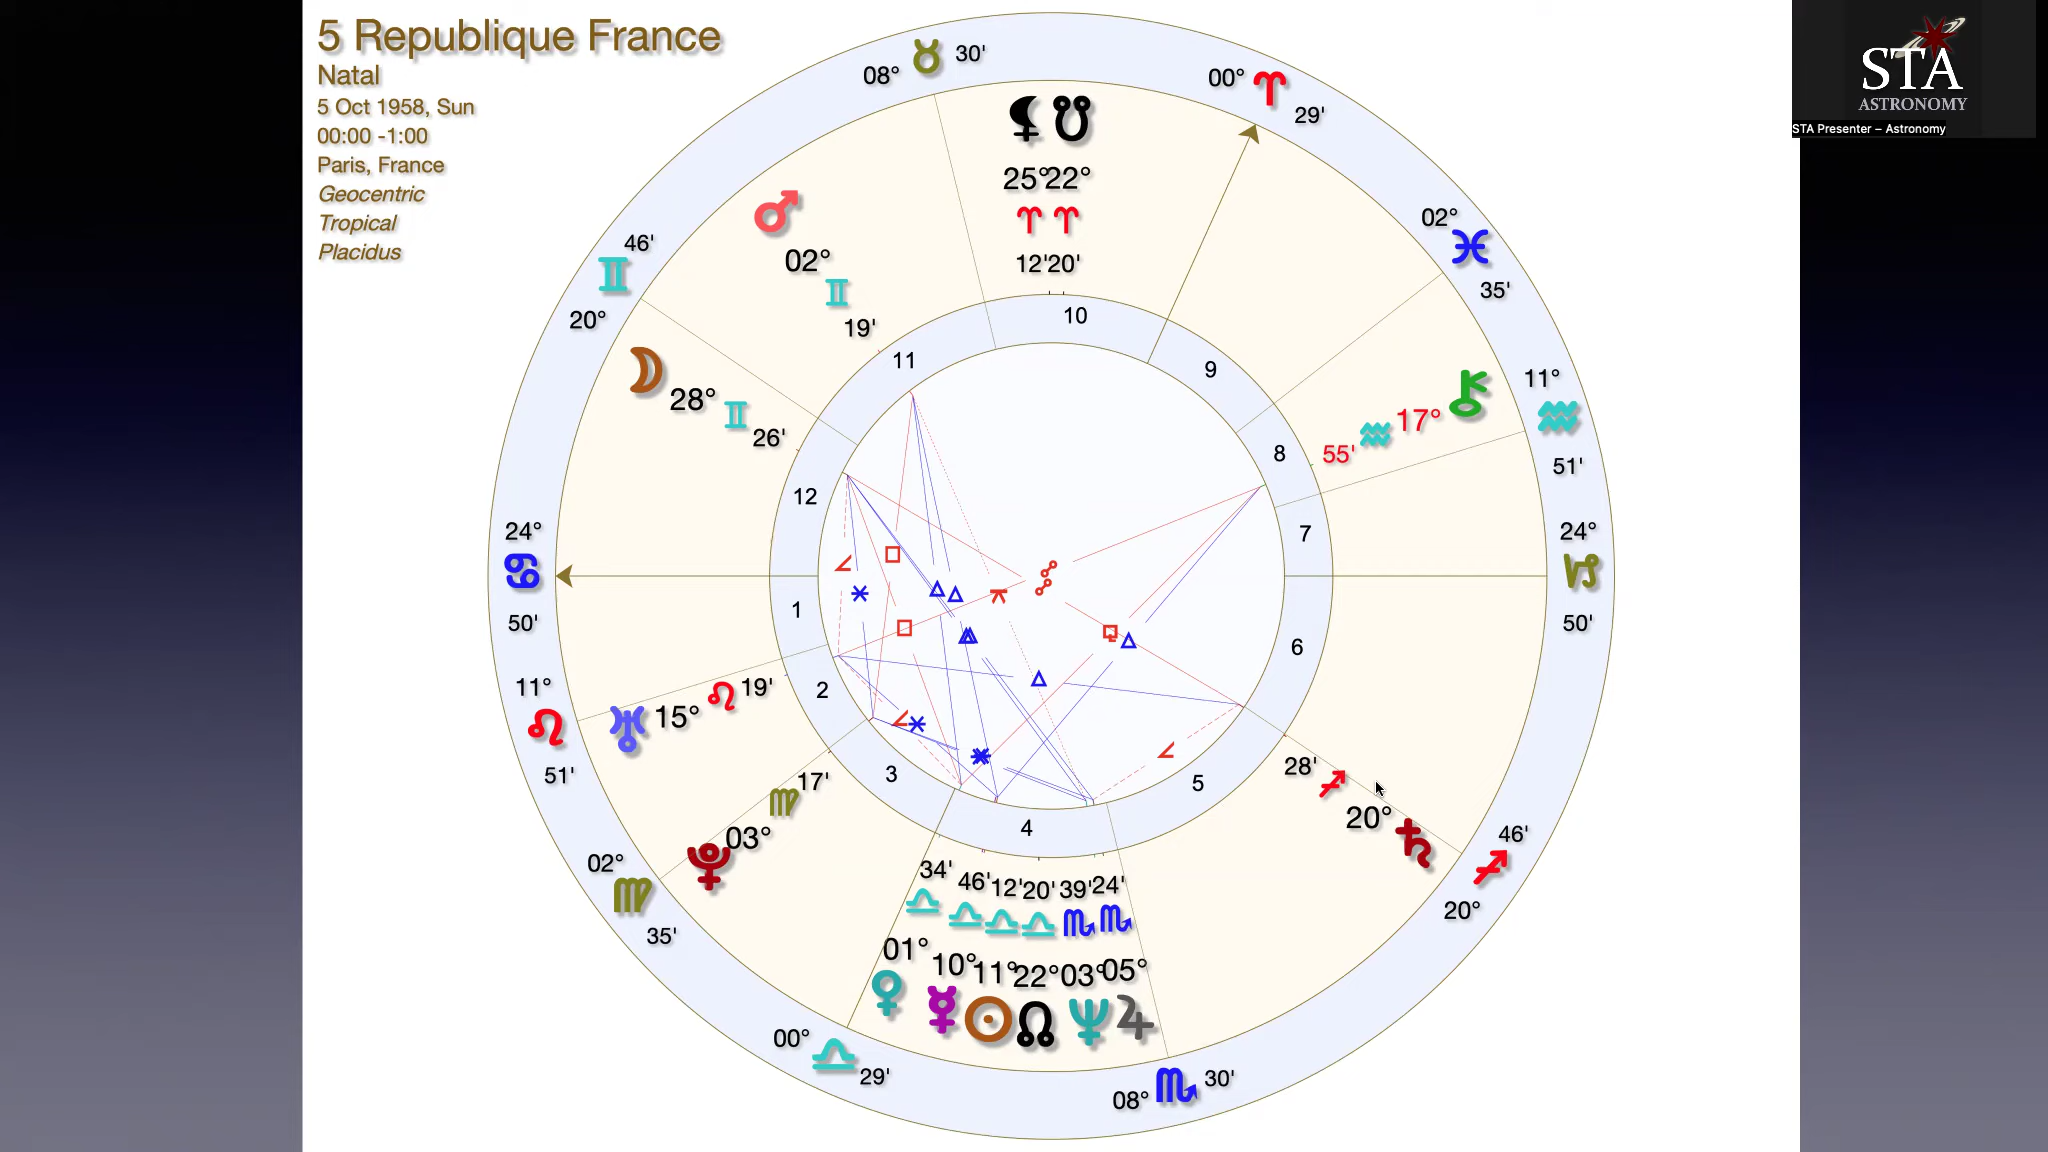 5 Republique France
Natal
5 Oct 1958, Sun
00:00 -1:00
Paris, France
Geocentric
Tropical
Placidus
STA
ASTRONOMY
STA Presenter – Astronomy
08° ♉ 30'
00° ♈ 29'
02° ♓ 35'
11° ♒ 51'
24° ♑ 50'
20° ♐ 46'
08° ♏ 30'
00° ♎ 29'
02° ♍ 35'
11° ♌ 51'
24° ♋ 50'
20° ♊ 46'
⚸ 25° ♈ 12'
☋ 22° ♈ 20'
♂ 02° ♊ 19'
☽ 28° ♊ 26'
⚷ 17° ♒ 55'
♅ 15° ♌ 19'
♇ 03° ♍ 17'
♀ 01° ♎ 34'
☿ 10° ♎ 46'
☉ 11° ♎ 12'
☊ 22° ♎ 20'
♆ 03° ♏ 39'
♃ 05° ♏ 24'
♄ 20° ♐ 28'
1
2
3
4
5
6
7
8
9
10
11
12